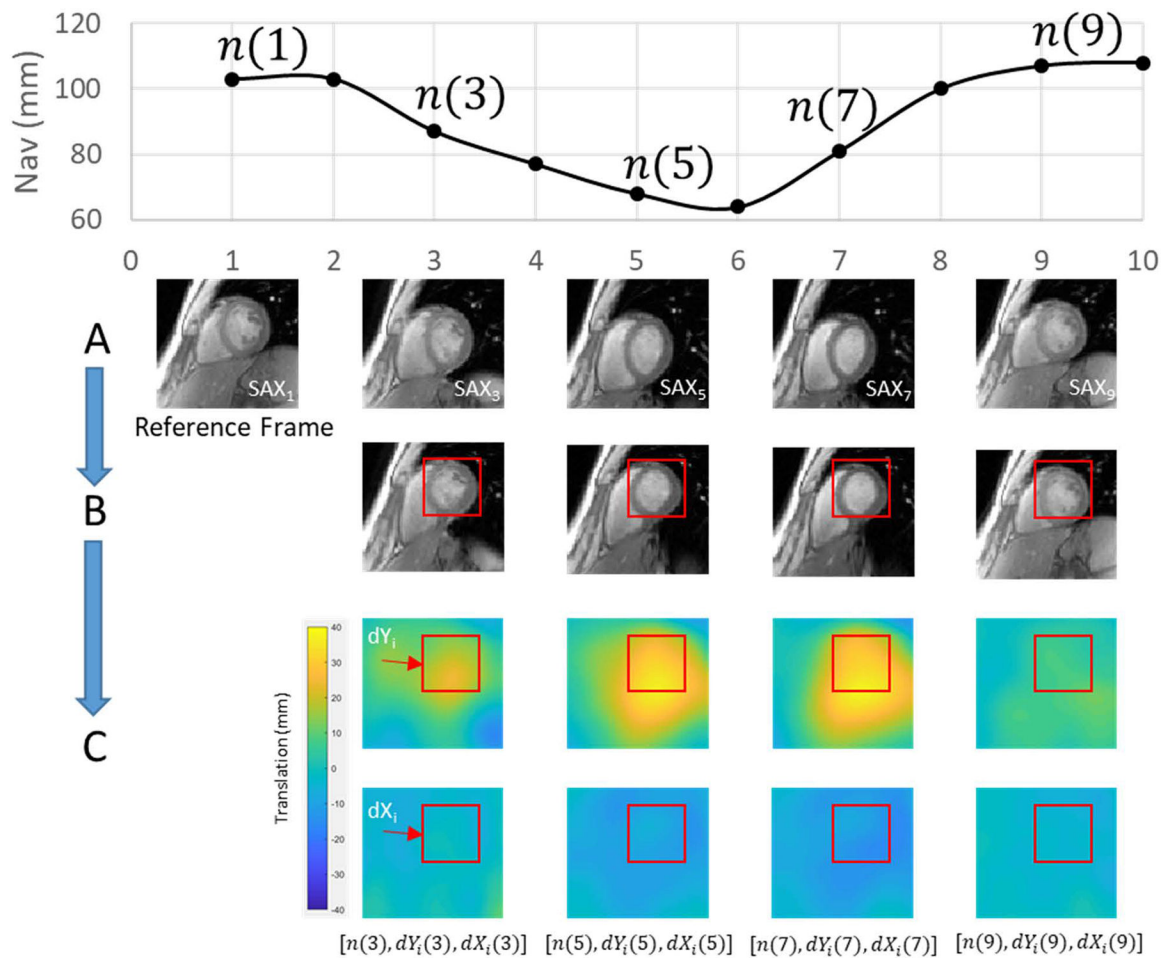 120
100
80
60
Nav (mm)
n(1)
n(3)
n(5)
n(7)
n(9)
0 1 2 3 4 5 6 7 8 9 10
A
SAX₁
SAX₃
SAX₅
SAX₇
SAX₉
Reference Frame
B
C
Translation (mm)
40
30
20
10
0
-10
-20
-30
-40
dYᵢ
dXᵢ
[n(3), dYᵢ(3), dXᵢ(3)] [n(5), dYᵢ(5), dXᵢ(5)] [n(7), dYᵢ(7), dXᵢ(7)] [n(9), dYᵢ(9), dXᵢ(9)]